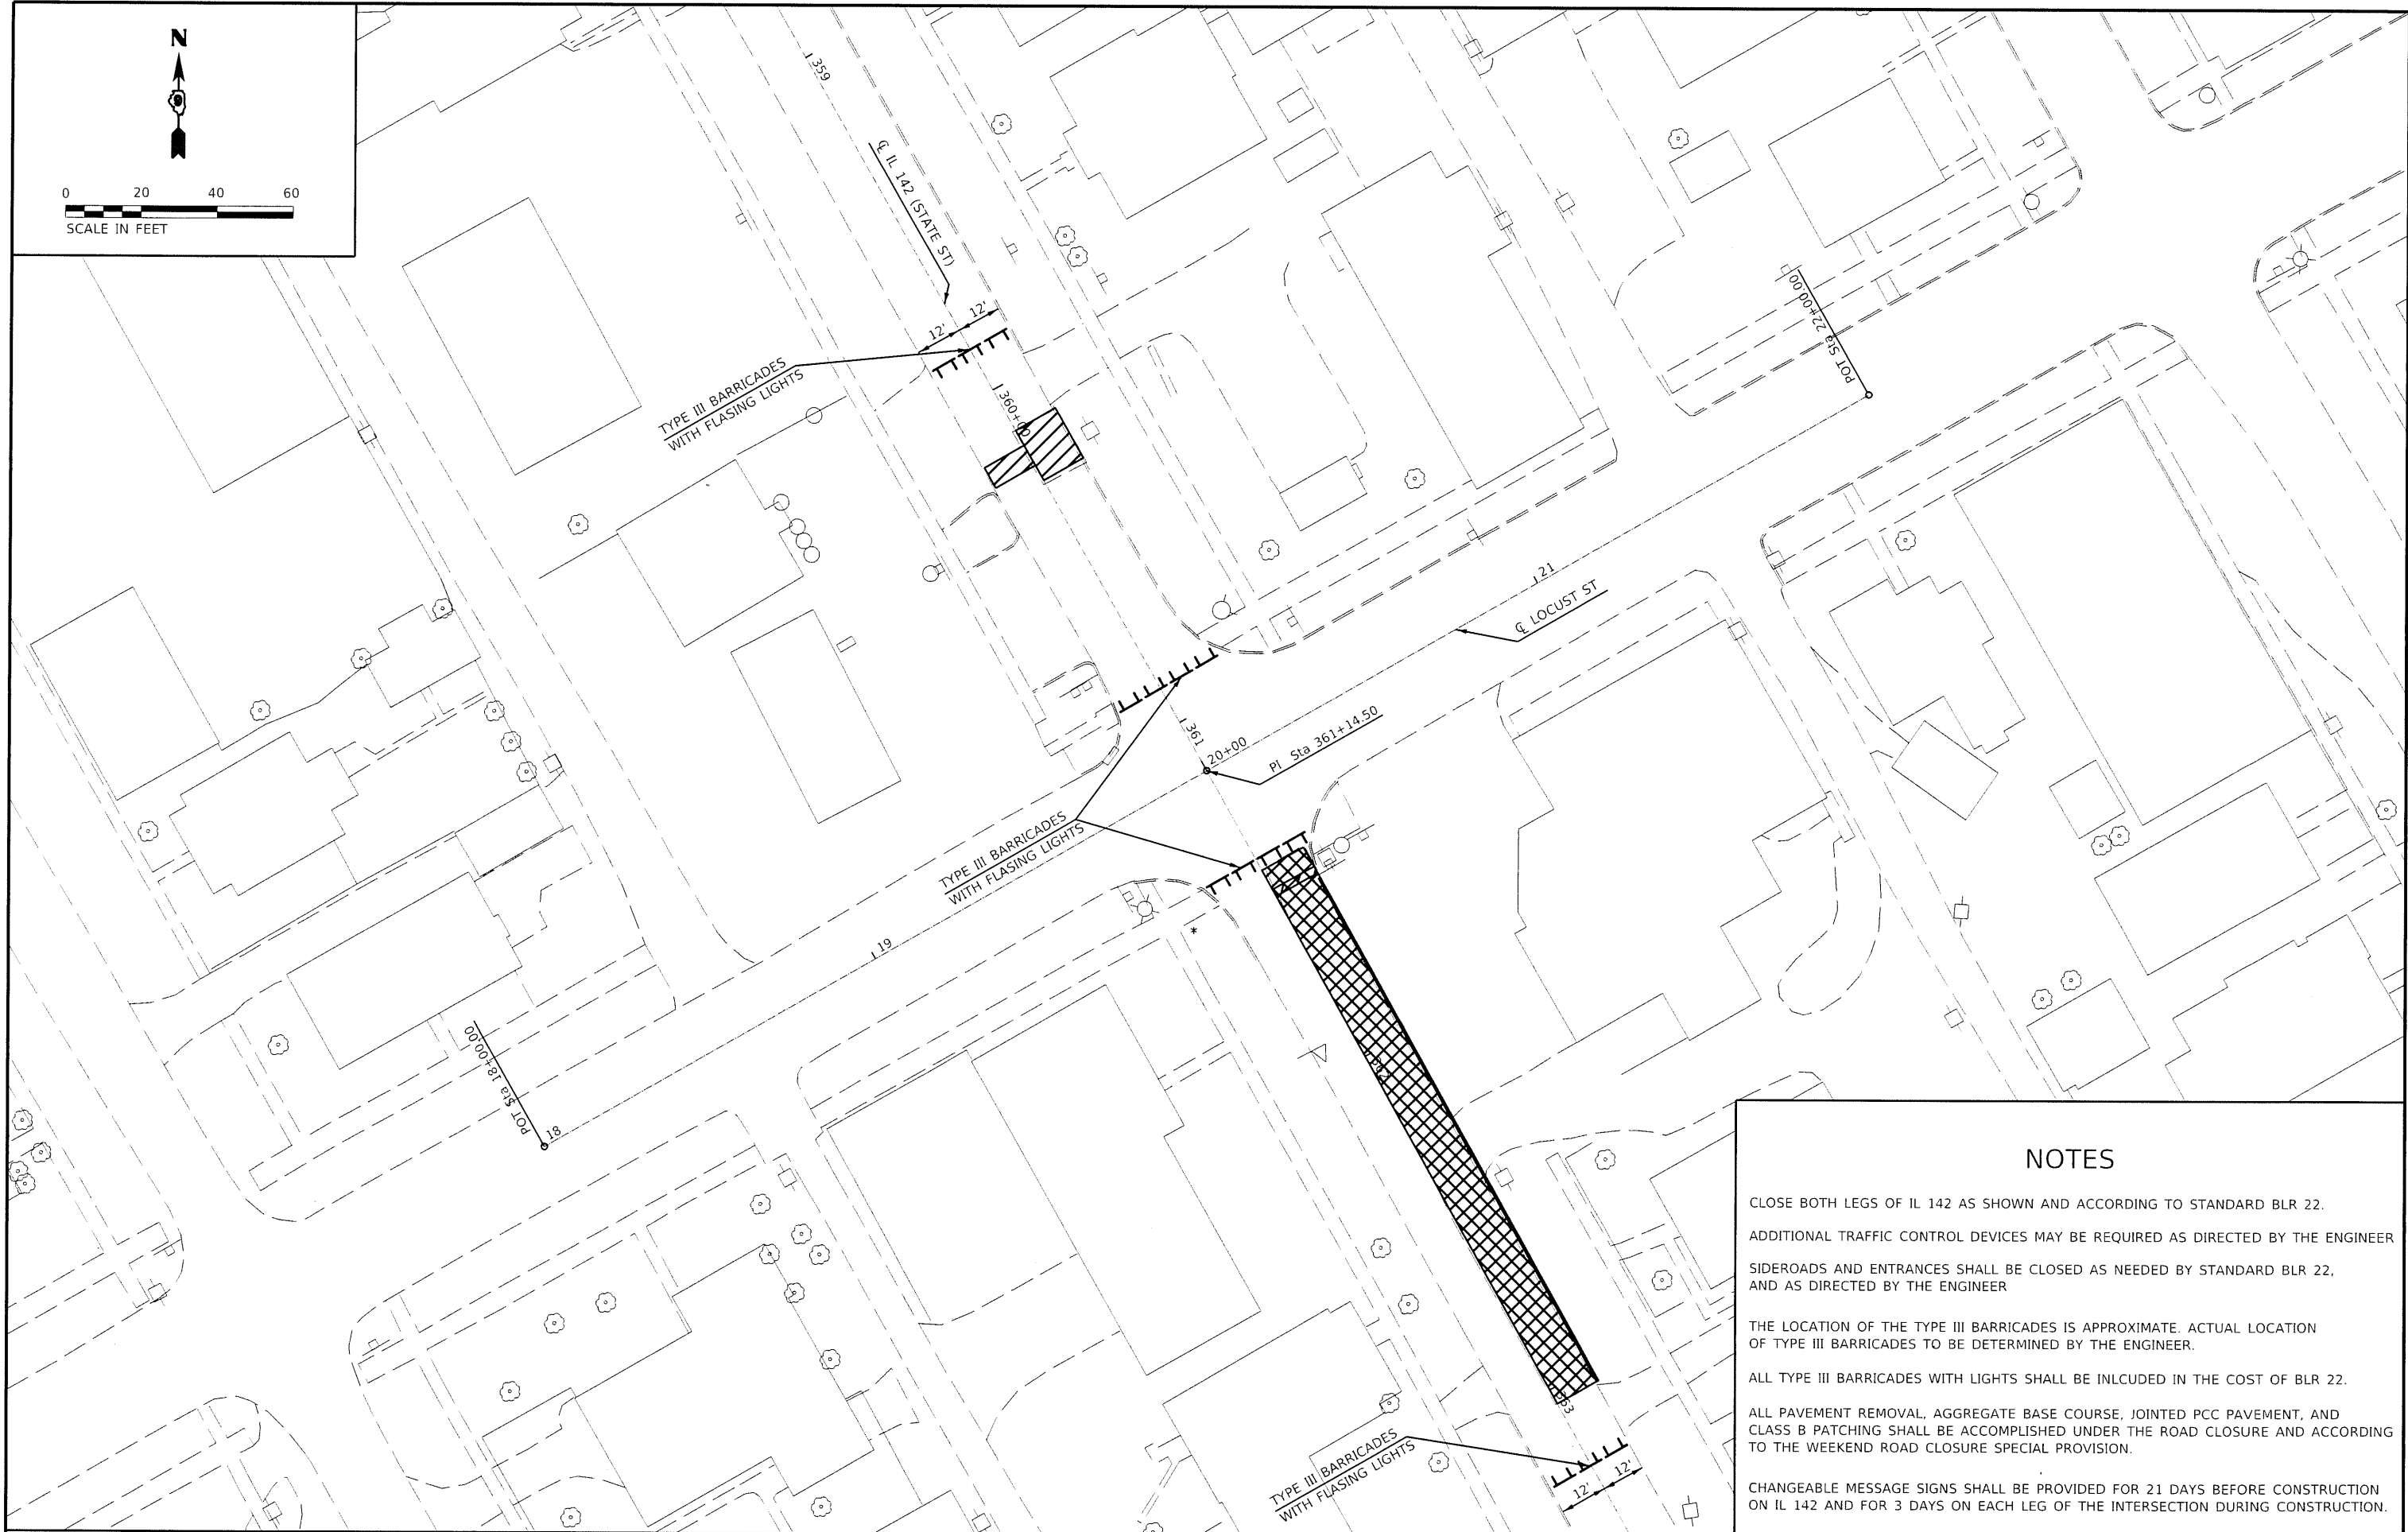 N
0 20 40 60
SCALE IN FEET
359
℄ IL 142 (STATE ST)
12' 12'
TYPE III BARRICADES
WITH FLASING LIGHTS
360+00
POT Sta 22+00.00
21
℄ LOCUST ST
361
20+00
PI Sta 361+14.50
TYPE III BARRICADES
WITH FLASING LIGHTS
19
*
POT Sta 18+00.00
18
TYPE III BARRICADES
WITH FLASING LIGHTS
12' 12'
NOTES
CLOSE BOTH LEGS OF IL 142 AS SHOWN AND ACCORDING TO STANDARD BLR 22.
ADDITIONAL TRAFFIC CONTROL DEVICES MAY BE REQUIRED AS DIRECTED BY THE ENGINEER
SIDEROADS AND ENTRANCES SHALL BE CLOSED AS NEEDED BY STANDARD BLR 22,
AND AS DIRECTED BY THE ENGINEER
THE LOCATION OF THE TYPE III BARRICADES IS APPROXIMATE. ACTUAL LOCATION
OF TYPE III BARRICADES TO BE DETERMINED BY THE ENGINEER.
ALL TYPE III BARRICADES WITH LIGHTS SHALL BE INLCUDED IN THE COST OF BLR 22.
ALL PAVEMENT REMOVAL, AGGREGATE BASE COURSE, JOINTED PCC PAVEMENT, AND
CLASS B PATCHING SHALL BE ACCOMPLISHED UNDER THE ROAD CLOSURE AND ACCORDING
TO THE WEEKEND ROAD CLOSURE SPECIAL PROVISION.
CHANGEABLE MESSAGE SIGNS SHALL BE PROVIDED FOR 21 DAYS BEFORE CONSTRUCTION
ON IL 142 AND FOR 3 DAYS ON EACH LEG OF THE INTERSECTION DURING CONSTRUCTION.